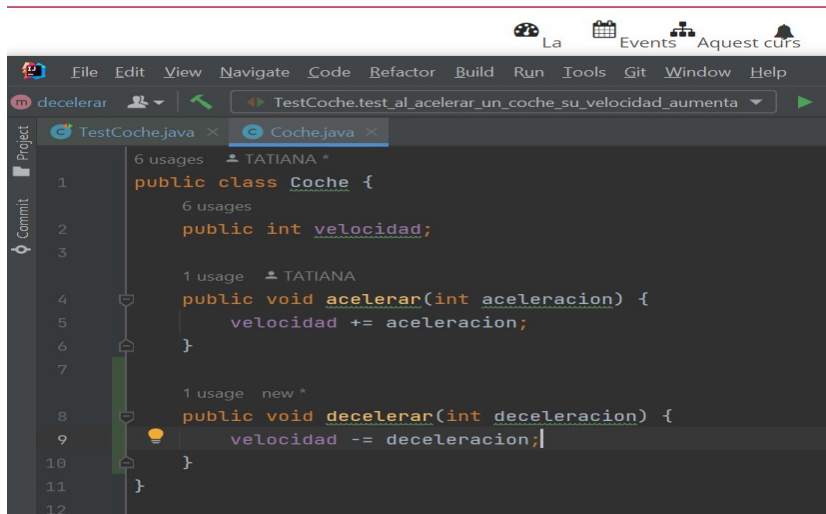 La
Events
Aquest curs
File Edit View Navigate Code Refactor Build Run Tools Git Window Help
decelerar TestCoche.test_al_acelerar_un_coche_su_velocidad_aumenta
TestCoche.java Coche.java
Project
Commit
6 usages TATIANA *
1 public class Coche {
6 usages
2 public int velocidad;
3
1 usage TATIANA
4 public void acelerar(int aceleracion) {
5 velocidad += aceleracion;
6 }
7
1 usage new *
8 public void decelerar(int deceleracion) {
9 velocidad -= deceleracion;
10 }
11 }
12